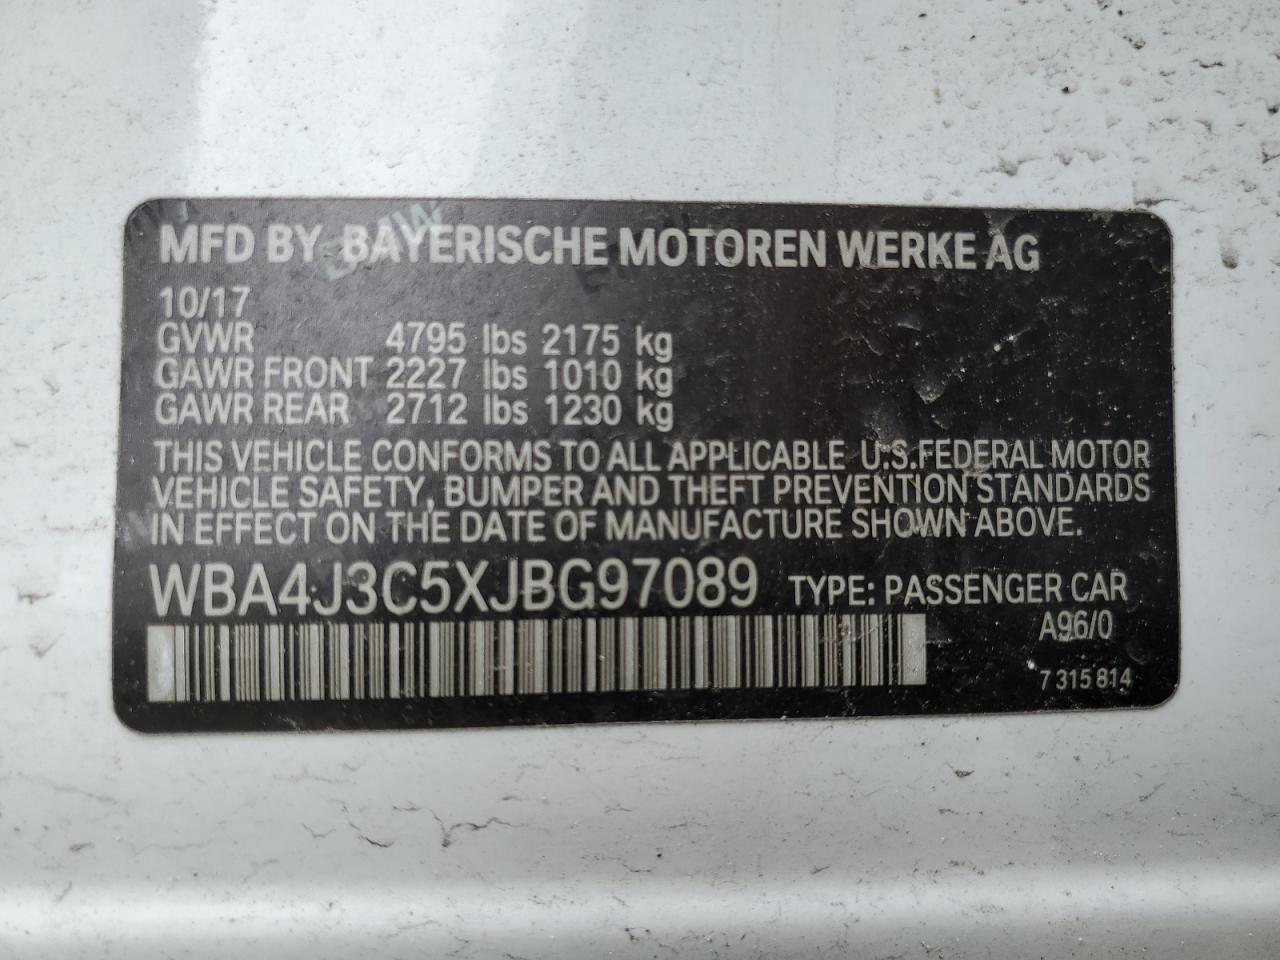 MFD BY BAYERISCHE MOTOREN WERKE AG
10/17
GVWR 4795 lbs 2175 kg
GAWR FRONT 2227 lbs 1010 kg
GAWR REAR 2712 lbs 1230 kg
THIS VEHICLE CONFORMS TO ALL APPLICABLE U.S.FEDERAL MOTOR
VEHICLE SAFETY, BUMPER AND THEFT PREVENTION STANDARDS
IN EFFECT ON THE DATE OF MANUFACTURE SHOWN ABOVE.
WBA4J3C5XJBG97089 TYPE: PASSENGER CAR
A96/0
7 315 814